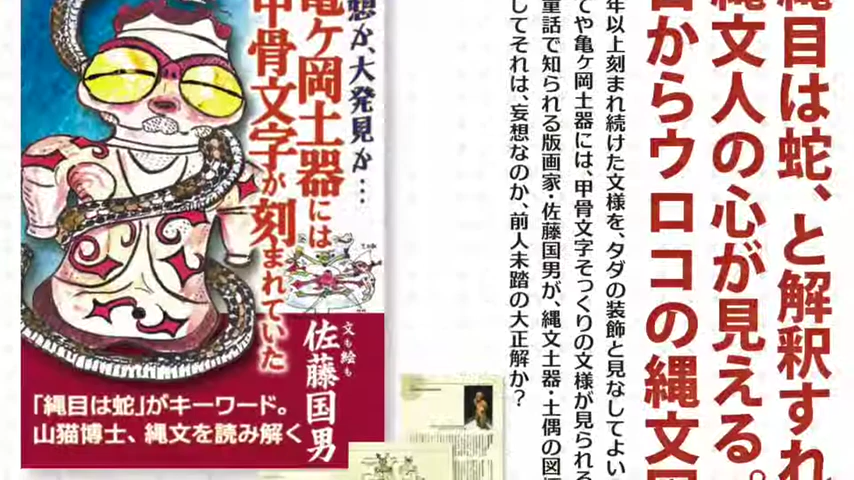 縄目は蛇、と解釈すれ
縄文人の心が見える。
目からウロコの縄文図
年以上刻まれ続けた文様を、タダの装飾と見なしてよい
てや亀ケ岡土器には、甲骨文字そっくりの文様が見られる
童話で知られる版画家・佐藤国男が、縄文土器・土偶の図
してそれは、妄想なのか、前人未踏の大正解か?
想か、大発見か…
亀ケ岡土器には
甲骨文字が刻まれていた
文も絵も
佐藤国男
「縄目は蛇」がキーワード。
山猫博士、縄文を読み解く